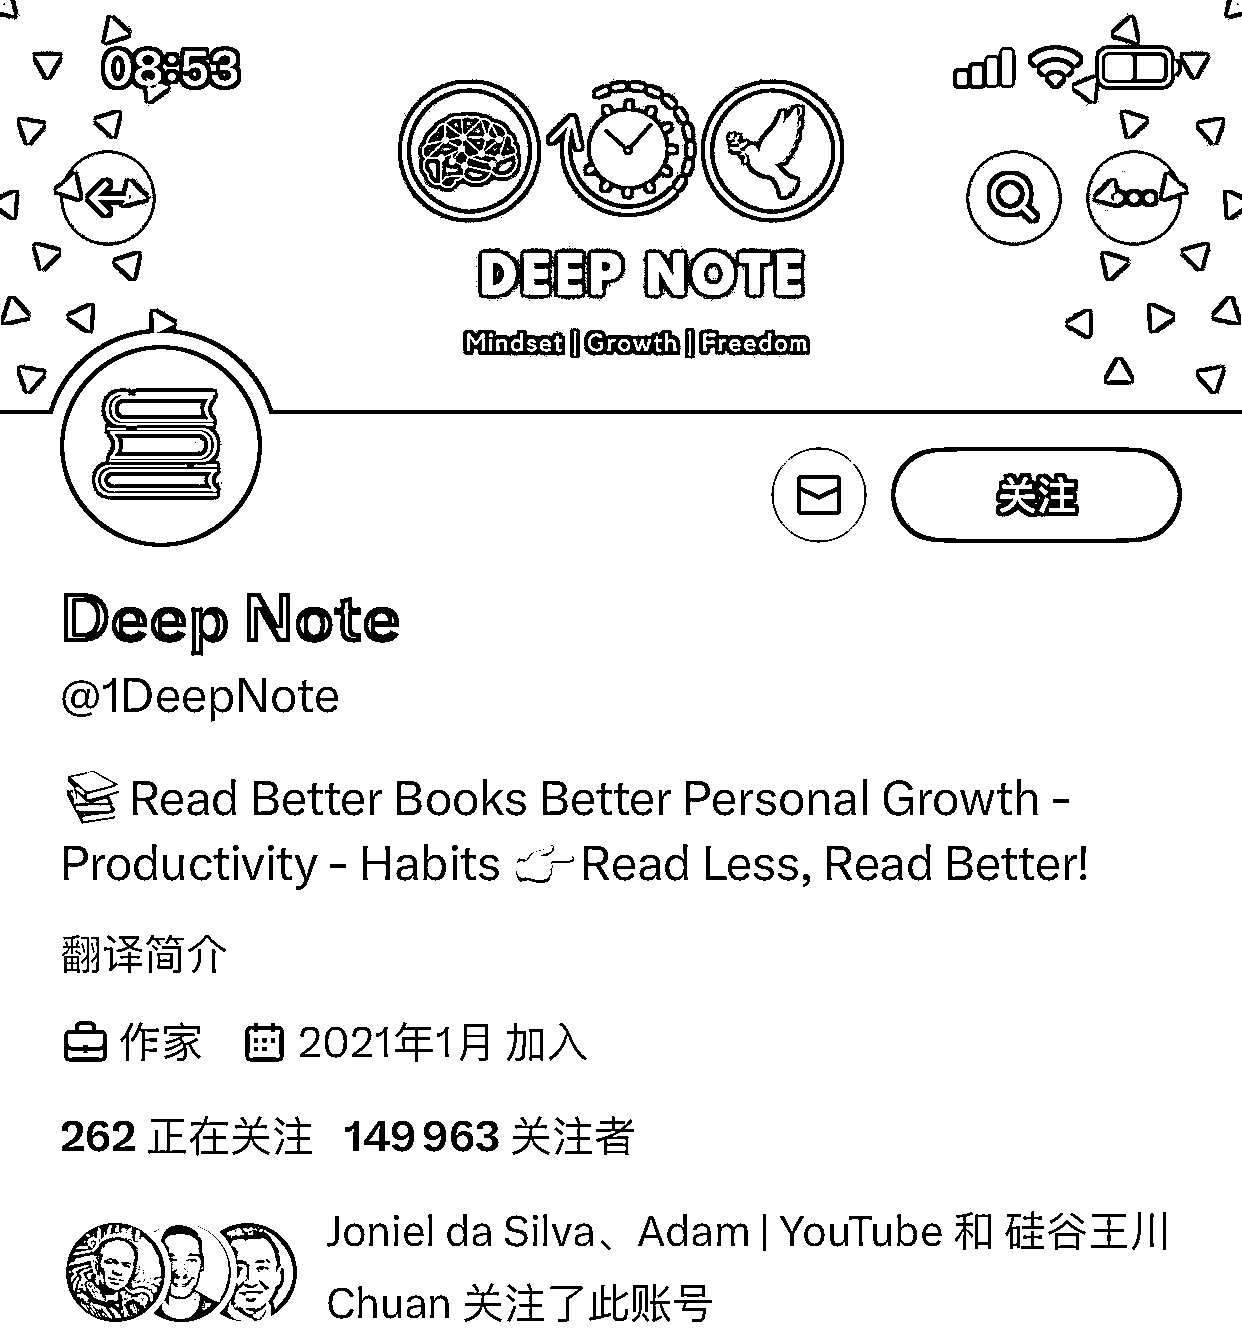 08:53
DEEP NOTE
Mindset | Growth | Freedom
关注
Deep Note
@1DeepNote
📚 Read Better Books Better Personal Growth -
Productivity - Habits 👉 Read Less, Read Better!
翻译简介
作家 2021年1月 加入
262 正在关注 149 963 关注者
Joniel da Silva、Adam | YouTube 和 硅谷王川
Chuan 关注了此账号